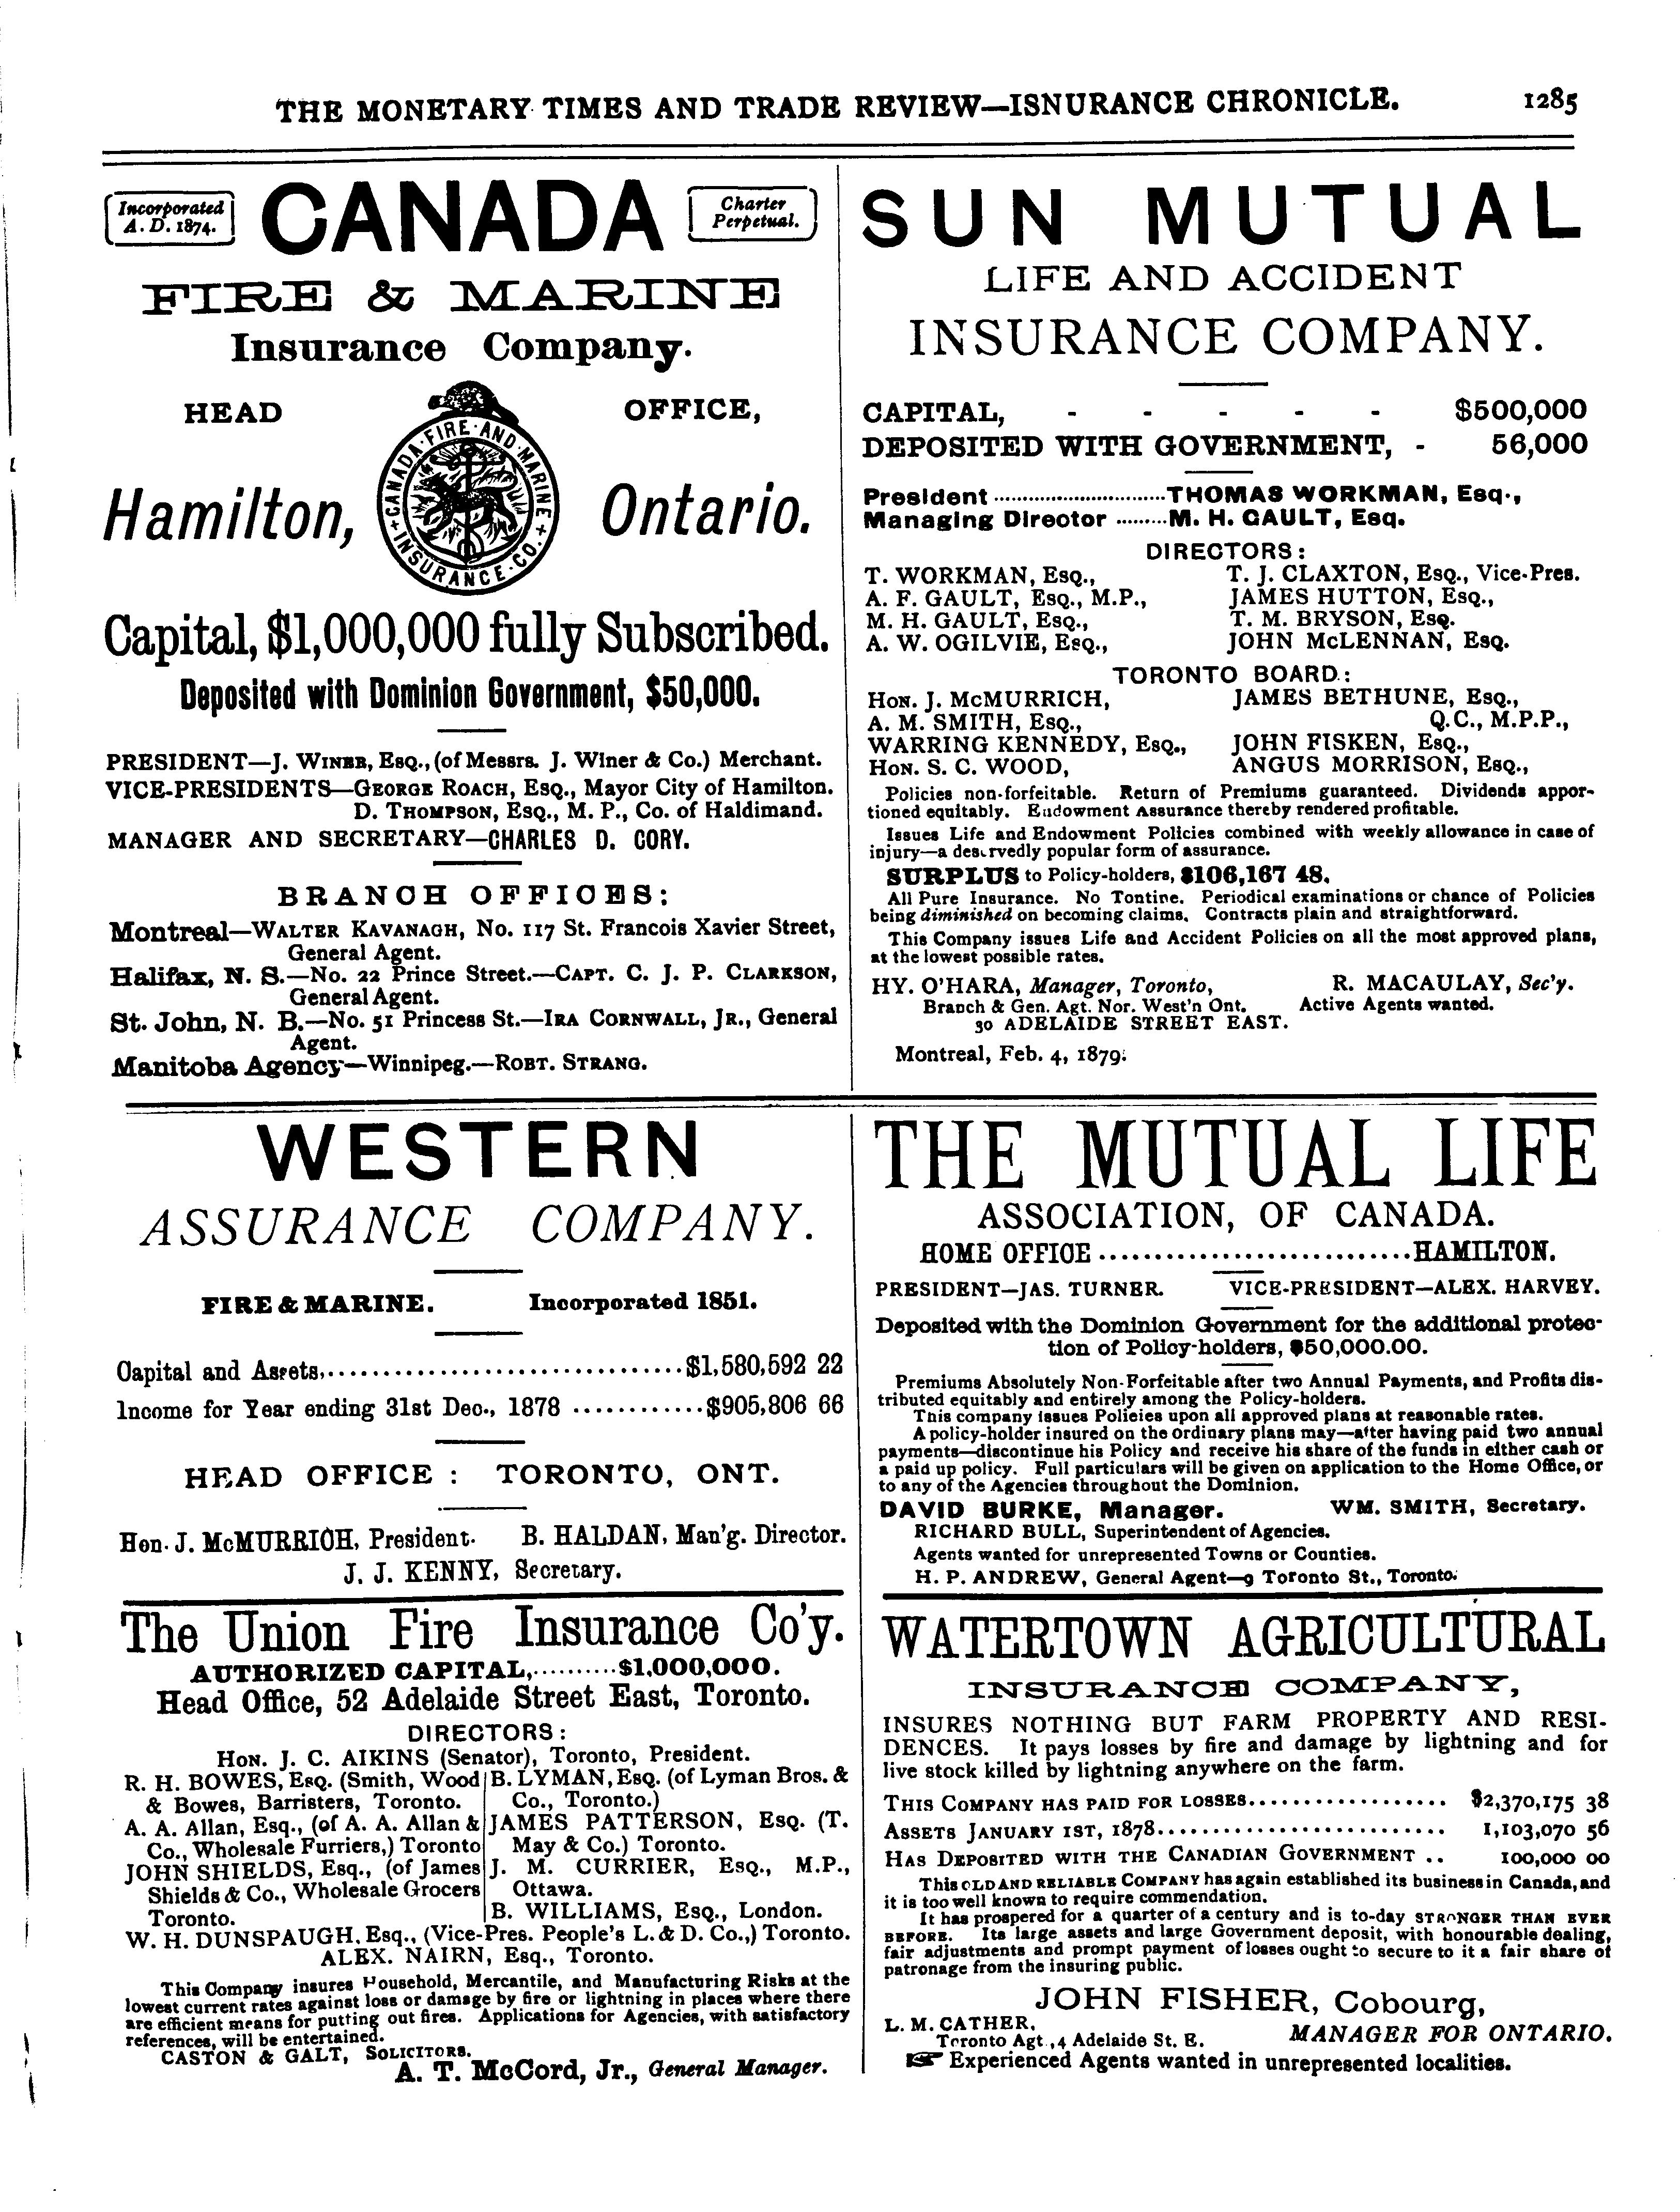 THE MONETARY TIMES AND TRADE REVIEW—ISNURANCE CHRONICLE. 1285
Incorporated
A. D. 1874.
CANADA
Charter
Perpetual.
FIRE & MARINE
Insurance Company.
HEAD OFFICE,
CANADA · FIRE · AND · MARINE + INSURANCE · CO. +
Hamilton, Ontario.
Capital, $1,000,000 fully Subscribed.
Deposited with Dominion Government, $50,000.
PRESIDENT—J. WINER, ESQ., (of Messrs. J. Winer & Co.) Merchant.
VICE-PRESIDENTS—GEORGE ROACH, ESQ., Mayor City of Hamilton.
D. THOMPSON, ESQ., M. P., Co. of Haldimand.
MANAGER AND SECRETARY—CHARLES D. CORY.
BRANCH OFFICES:
Montreal—WALTER KAVANAGH, No. 117 St. Francois Xavier Street,
General Agent.
Halifax, N. S.—No. 22 Prince Street.—CAPT. C. J. P. CLARKSON,
General Agent.
St. John, N. B.—No. 51 Princess St.—IRA CORNWALL, JR., General
Agent.
Manitoba Agency—Winnipeg.—ROBT. STRANG.
SUN MUTUAL
LIFE AND ACCIDENT
INSURANCE COMPANY.
CAPITAL, - - - - - $500,000
DEPOSITED WITH GOVERNMENT, - 56,000
President ..............................THOMAS WORKMAN, Esq.,
Managing Director .........M. H. GAULT, Esq.
DIRECTORS:
T. WORKMAN, ESQ., T. J. CLAXTON, ESQ., Vice-Pres.
A. F. GAULT, ESQ., M.P., JAMES HUTTON, ESQ.,
M. H. GAULT, ESQ., T. M. BRYSON, ESQ.
A. W. OGILVIE, ESQ., JOHN McLENNAN, ESQ.
TORONTO BOARD:
HON. J. McMURRICH, JAMES BETHUNE, ESQ.,
A. M. SMITH, ESQ., Q.C., M.P.P.,
WARRING KENNEDY, ESQ., JOHN FISKEN, ESQ.,
HON. S. C. WOOD, ANGUS MORRISON, ESQ.,
Policies non-forfeitable. Return of Premiums guaranteed. Dividends appor-
tioned equitably. Endowment Assurance thereby rendered profitable.
Issues Life and Endowment Policies combined with weekly allowance in case of
injury—a deservedly popular form of assurance.
SURPLUS to Policy-holders, $106,167 48.
All Pure Insurance. No Tontine. Periodical examinations or chance of Policies
being diminished on becoming claims. Contracts plain and straightforward.
This Company issues Life and Accident Policies on all the most approved plans,
at the lowest possible rates.
HY. O'HARA, Manager, Toronto, R. MACAULAY, Sec'y.
Branch & Gen. Agt. Nor. West'n Ont. Active Agents wanted.
30 ADELAIDE STREET EAST.
Montreal, Feb. 4, 1879.
WESTERN
ASSURANCE COMPANY.
FIRE & MARINE. Incorporated 1851.
Capital and Assets,.................................$1,580,592 22
Income for Year ending 31st Dec., 1878 ............$905,806 66
HEAD OFFICE : TORONTO, ONT.
Hon. J. McMURRICH, President. B. HALDAN, Man'g. Director.
J. J. KENNY, Secretary.
THE MUTUAL LIFE
ASSOCIATION, OF CANADA.
HOME OFFICE ............................HAMILTON.
PRESIDENT—JAS. TURNER. VICE-PRESIDENT—ALEX. HARVEY.
Deposited with the Dominion Government for the additional protec-
tion of Policy-holders, $50,000.00.
Premiums Absolutely Non-Forfeitable after two Annual Payments, and Profits dis-
tributed equitably and entirely among the Policy-holders.
This company issues Policies upon all approved plans at reasonable rates.
A policy-holder insured on the ordinary plans may—after having paid two annual
payments—discontinue his Policy and receive his share of the funds in either cash or
a paid up policy. Full particulars will be given on application to the Home Office, or
to any of the Agencies throughout the Dominion.
DAVID BURKE, Manager. WM. SMITH, Secretary.
RICHARD BULL, Superintendent of Agencies.
Agents wanted for unrepresented Towns or Counties.
H. P. ANDREW, General Agent—9 Toronto St., Toronto.
The Union Fire Insurance Co'y.
AUTHORIZED CAPITAL,..........$1,000,000.
Head Office, 52 Adelaide Street East, Toronto.
DIRECTORS:
HON. J. C. AIKINS (Senator), Toronto, President.
R. H. BOWES, ESQ. (Smith, Wood
& Bowes, Barristers, Toronto.
A. A. Allan, Esq., (of A. A. Allan &
Co., Wholesale Furriers,) Toronto
JOHN SHIELDS, Esq., (of James
Shields & Co., Wholesale Grocers
Toronto.
B. LYMAN, ESQ. (of Lyman Bros. &
Co., Toronto.)
JAMES PATTERSON, ESQ. (T.
May & Co.) Toronto.
J. M. CURRIER, ESQ., M.P.,
Ottawa.
B. WILLIAMS, ESQ., London.
W. H. DUNSPAUGH, Esq., (Vice-Pres. People's L. & D. Co.,) Toronto.
ALEX. NAIRN, Esq., Toronto.
This Company insures Household, Mercantile, and Manufacturing Risks at the
lowest current rates against loss or damage by fire or lightning in places where there
are efficient means for putting out fires. Applications for Agencies, with satisfactory
references, will be entertained.
CASTON & GALT, SOLICITORS.
A. T. McCord, Jr., General Manager.
WATERTOWN AGRICULTURAL
INSURANCE COMPANY,
INSURES NOTHING BUT FARM PROPERTY AND RESI-
DENCES. It pays losses by fire and damage by lightning and for
live stock killed by lightning anywhere on the farm.
THIS COMPANY HAS PAID FOR LOSSES.................. $2,370,175 38
ASSETS JANUARY 1ST, 1878.......................... 1,103,070 56
HAS DEPOSITED WITH THE CANADIAN GOVERNMENT .. 100,000 00
This OLD AND RELIABLE COMPANY has again established its business in Canada, and
it is too well known to require commendation.
It has prospered for a quarter of a century and is to-day STRONGER THAN EVER
BEFORE. Its large assets and large Government deposit, with honourable dealing,
fair adjustments and prompt payment of losses ought to secure to it a fair share of
patronage from the insuring public.
JOHN FISHER, Cobourg,
L. M. CATHER,
Toronto Agt., 4 Adelaide St. E. MANAGER FOR ONTARIO.
☞ Experienced Agents wanted in unrepresented localities.